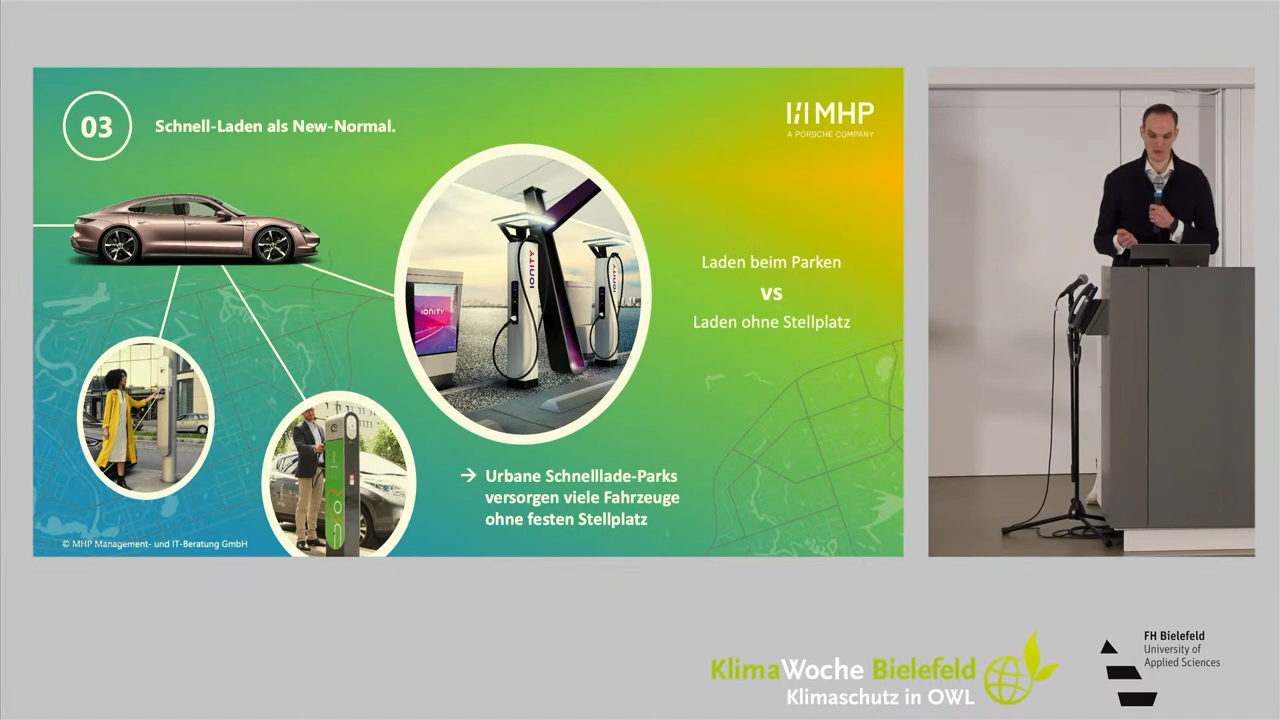 03
Schnell-Laden als New-Normal.
MHP
A PORSCHE COMPANY
IONITY
IONITY
IONITY
Laden beim Parken
VS
Laden ohne Stellplatz
→ Urbane Schnelllade-Parks
versorgen viele Fahrzeuge
ohne festen Stellplatz
© MHP Management- und IT-Beratung GmbH
KlimaWoche Bielefeld
Klimaschutz in OWL
FH Bielefeld
University of
Applied Sciences